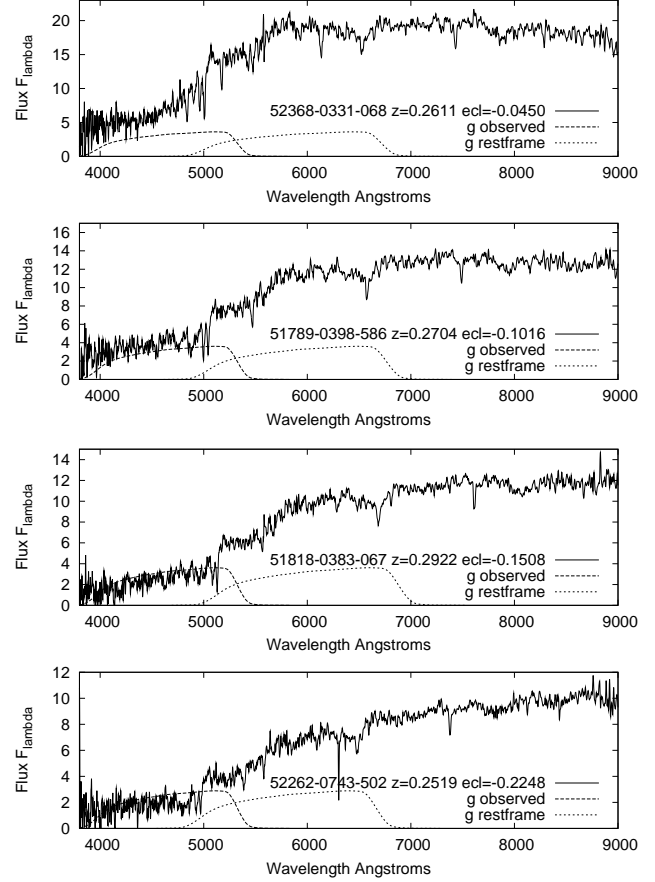 Flux F_lambda
20
15
10
5
0
52368-0331-068 z=0.2611 ecl=-0.0450
g observed
g restframe
4000 5000 6000 7000 8000 9000
Wavelength Angstroms
Flux F_lambda
16
14
12
10
8
6
4
2
0
51789-0398-586 z=0.2704 ecl=-0.1016
g observed
g restframe
4000 5000 6000 7000 8000 9000
Wavelength Angstroms
Flux F_lambda
14
12
10
8
6
4
2
0
51818-0383-067 z=0.2922 ecl=-0.1508
g observed
g restframe
4000 5000 6000 7000 8000 9000
Wavelength Angstroms
Flux F_lambda
12
10
8
6
4
2
0
52262-0743-502 z=0.2519 ecl=-0.2248
g observed
g restframe
4000 5000 6000 7000 8000 9000
Wavelength Angstroms